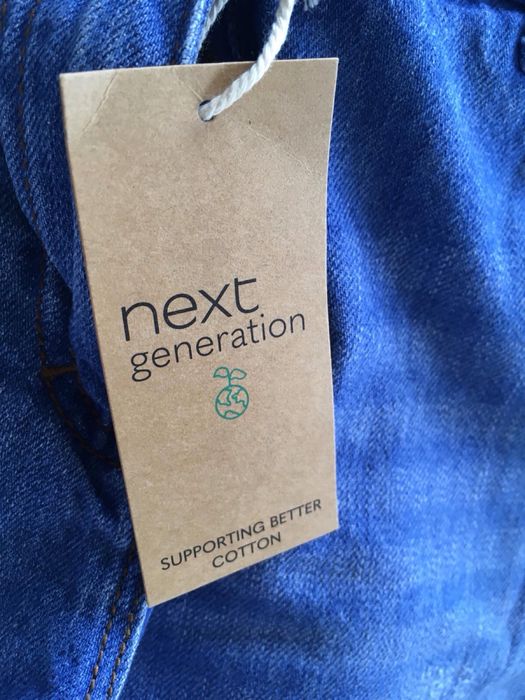 next
generation
SUPPORTING BETTER
COTTON